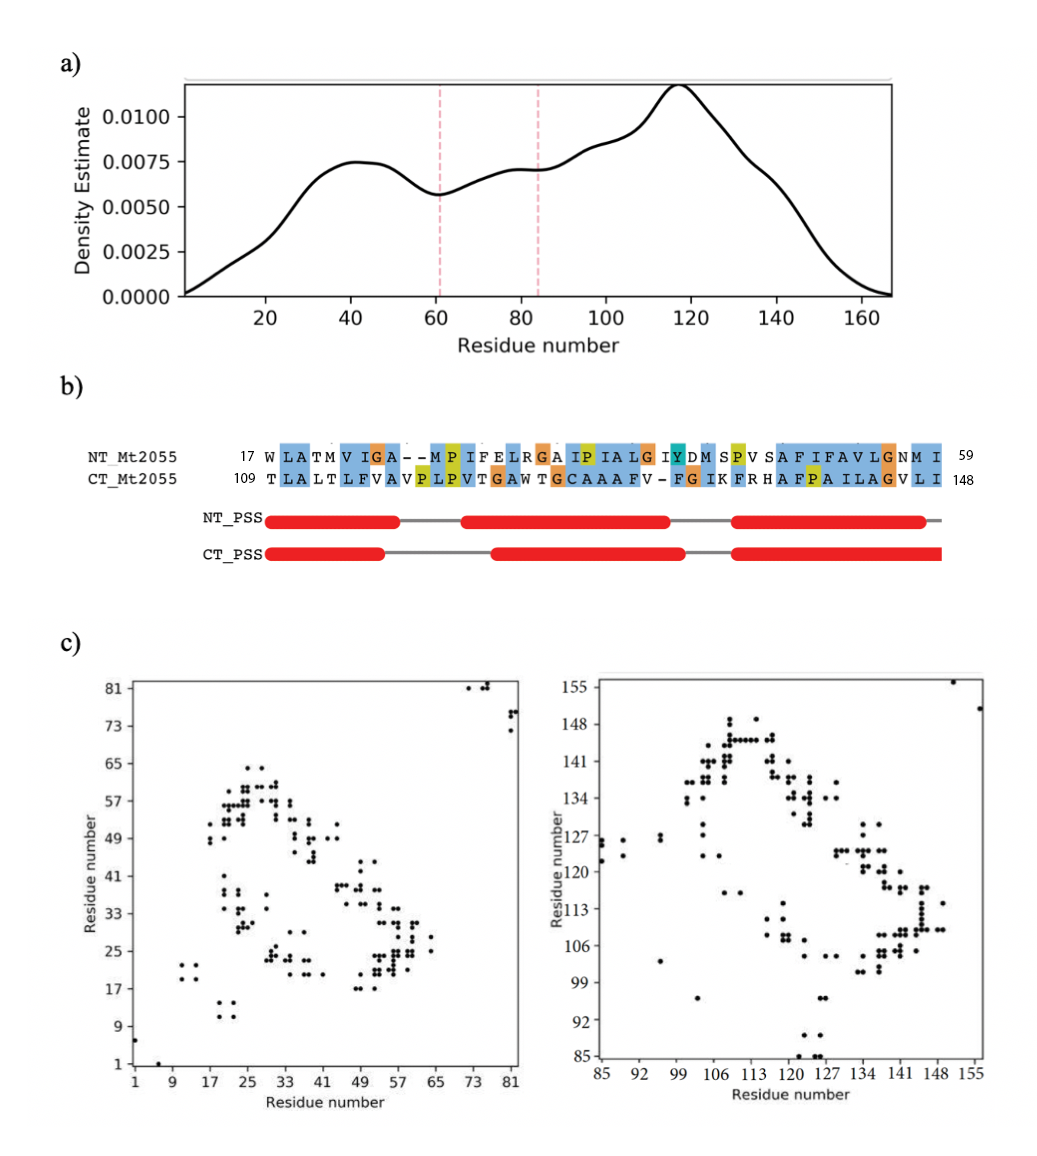 a)
Density Estimate
0.0100
0.0075
0.0050
0.0025
0.0000
20 40 60 80 100 120 140 160
Residue number
b)
NT_Mt2055 17 WLATMVIGA--MPIFELRGAIPIALGIYDMSPVSAFIFAVLGNMI 59
CT_Mt2055 109 TLALTLFVAVPLPVTGAWTGCAAAFV-FGIKFRHAFPAILAGVLI 148
NT_PSS
CT_PSS
c)
Residue number
81
73
65
57
49
41
33
25
17
9
1
1 9 17 25 33 41 49 57 65 73 81
Residue number
Residue number
155
148
141
134
127
120
113
106
99
92
85
85 92 99 106 113 120 127 134 141 148 155
Residue number